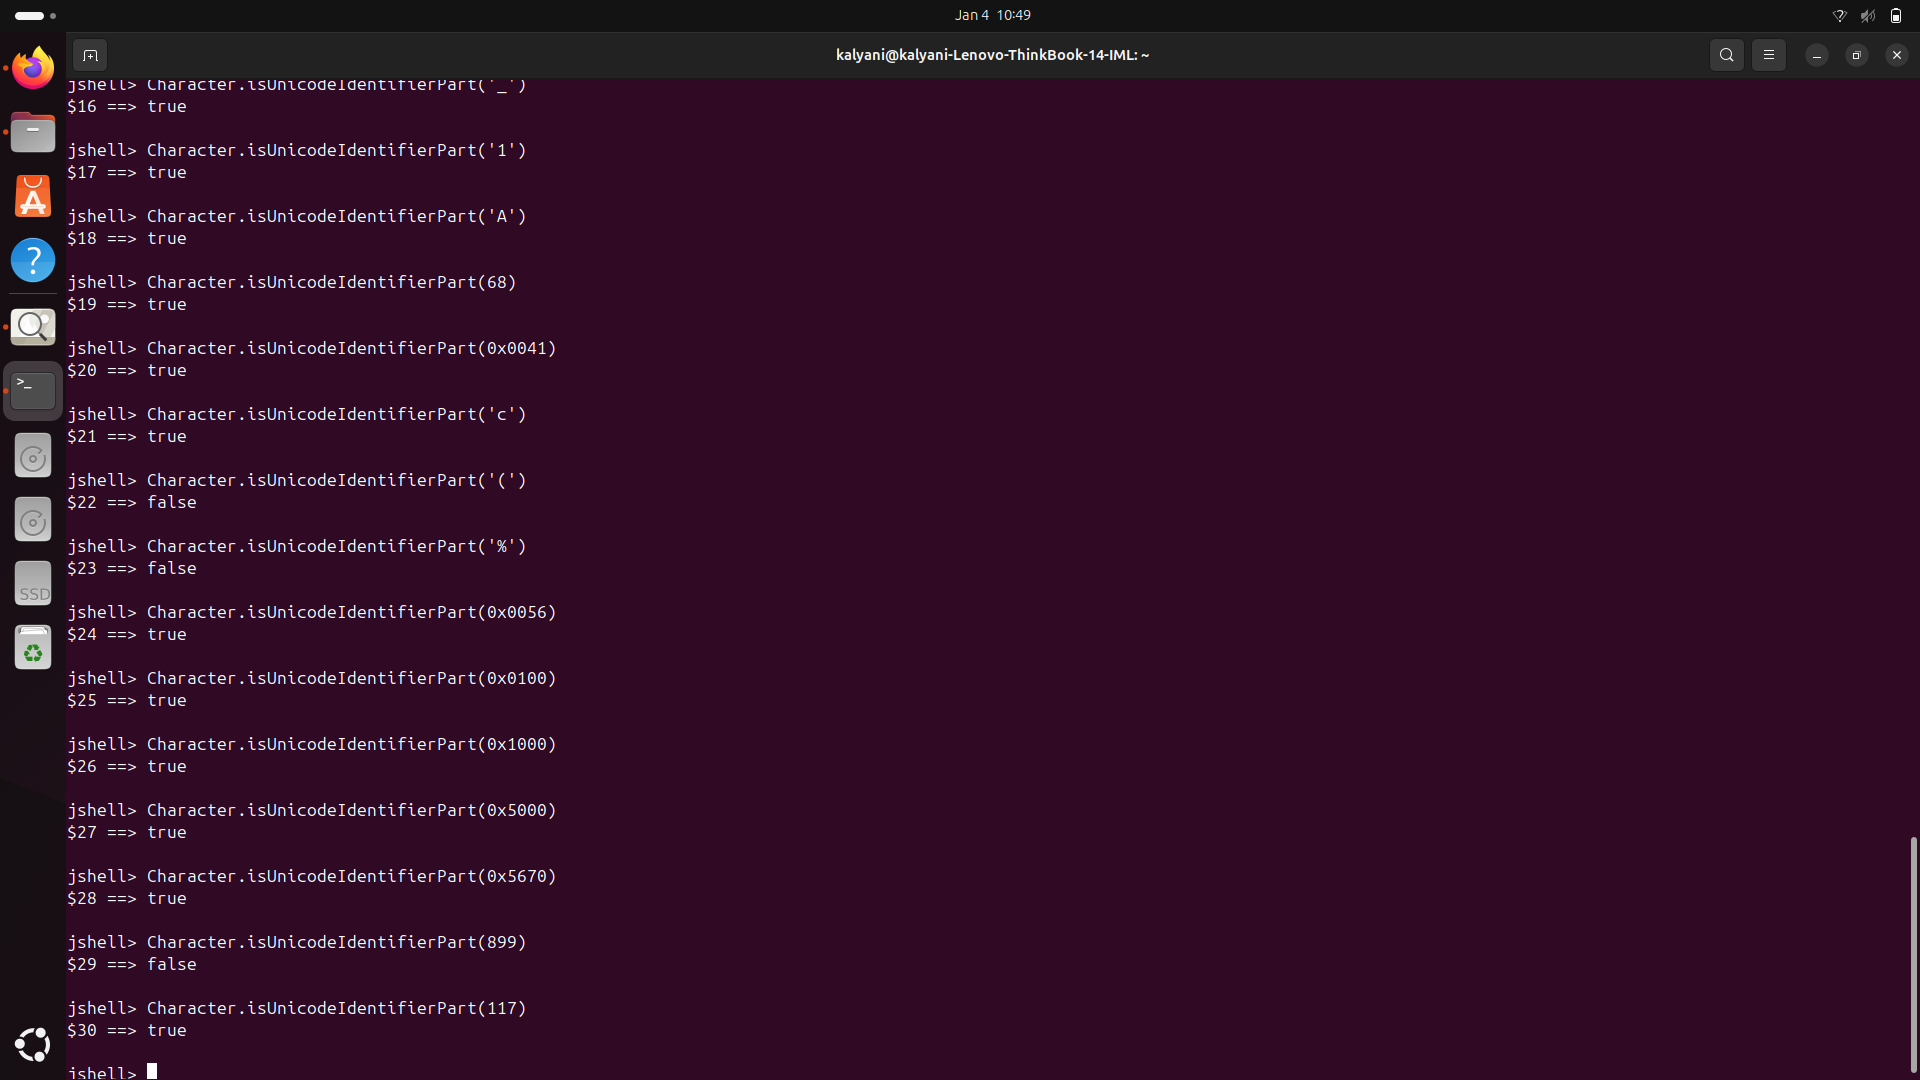 Jan 4 10:49
kalyani@kalyani-Lenovo-ThinkBook-14-IML: ~
jshell> Character.isUnicodeIdentifierPart('_')
$16 ==> true
jshell> Character.isUnicodeIdentifierPart('1')
$17 ==> true
jshell> Character.isUnicodeIdentifierPart('A')
$18 ==> true
jshell> Character.isUnicodeIdentifierPart(68)
$19 ==> true
jshell> Character.isUnicodeIdentifierPart(0x0041)
$20 ==> true
jshell> Character.isUnicodeIdentifierPart('c')
$21 ==> true
jshell> Character.isUnicodeIdentifierPart('(')
$22 ==> false
jshell> Character.isUnicodeIdentifierPart('%')
$23 ==> false
jshell> Character.isUnicodeIdentifierPart(0x0056)
$24 ==> true
jshell> Character.isUnicodeIdentifierPart(0x0100)
$25 ==> true
jshell> Character.isUnicodeIdentifierPart(0x1000)
$26 ==> true
jshell> Character.isUnicodeIdentifierPart(0x5000)
$27 ==> true
jshell> Character.isUnicodeIdentifierPart(0x5670)
$28 ==> true
jshell> Character.isUnicodeIdentifierPart(899)
$29 ==> false
jshell> Character.isUnicodeIdentifierPart(117)
$30 ==> true
jshell>
>_
SSD